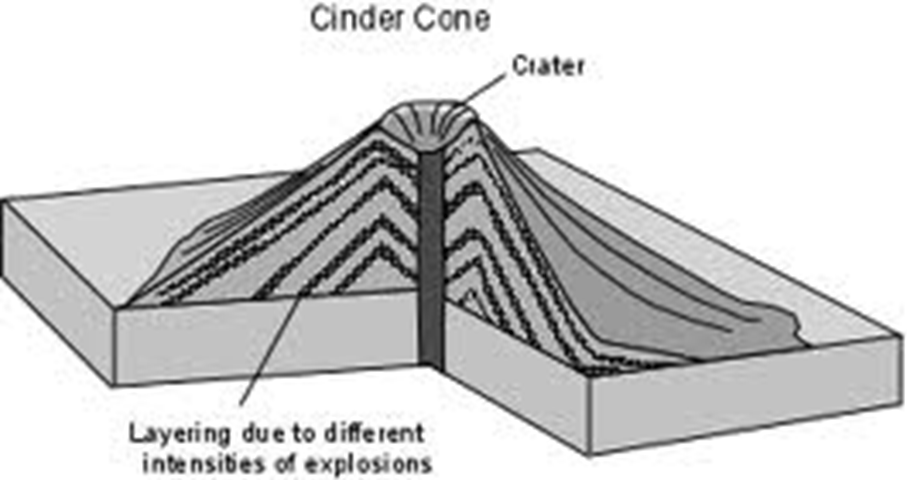 Cinder Cone
Crater
Layering due to different
intensities of explosions